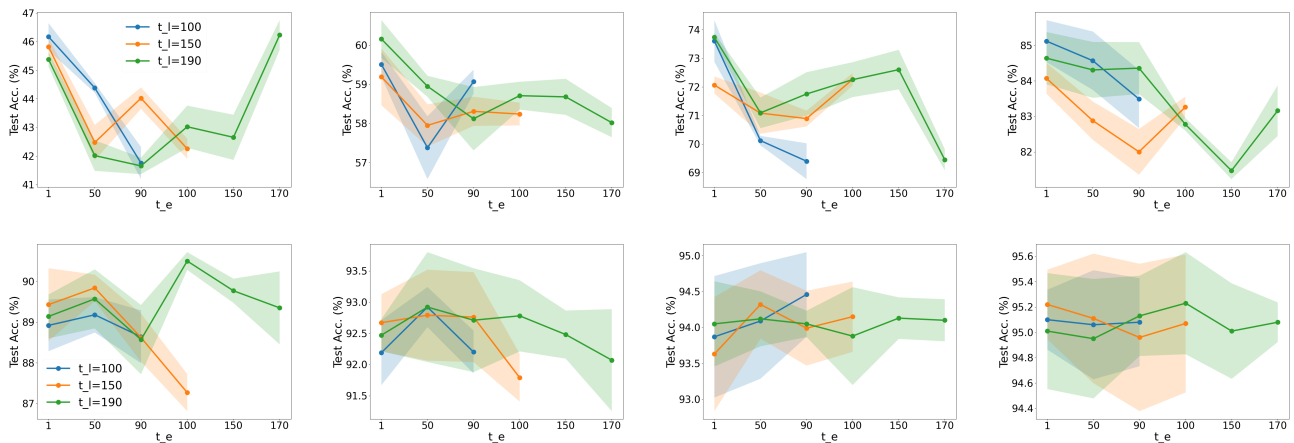 47
46
45
44
43
42
41
Test Acc. (%)
t_l=100
t_l=150
t_l=190
1 50 90 100 150 170
t_e
60
59
58
57
Test Acc. (%)
1 50 90 100 150 170
t_e
74
73
72
71
70
69
Test Acc. (%)
1 50 90 100 150 170
t_e
85
84
83
82
Test Acc. (%)
1 50 90 100 150 170
t_e
90
89
88
87
Test Acc. (%)
t_l=100
t_l=150
t_l=190
1 50 90 100 150 170
t_e
93.5
93.0
92.5
92.0
91.5
Test Acc. (%)
1 50 90 100 150 170
t_e
95.0
94.5
94.0
93.5
93.0
Test Acc. (%)
1 50 90 100 150 170
t_e
95.6
95.4
95.2
95.0
94.8
94.6
94.4
Test Acc. (%)
1 50 90 100 150 170
t_e